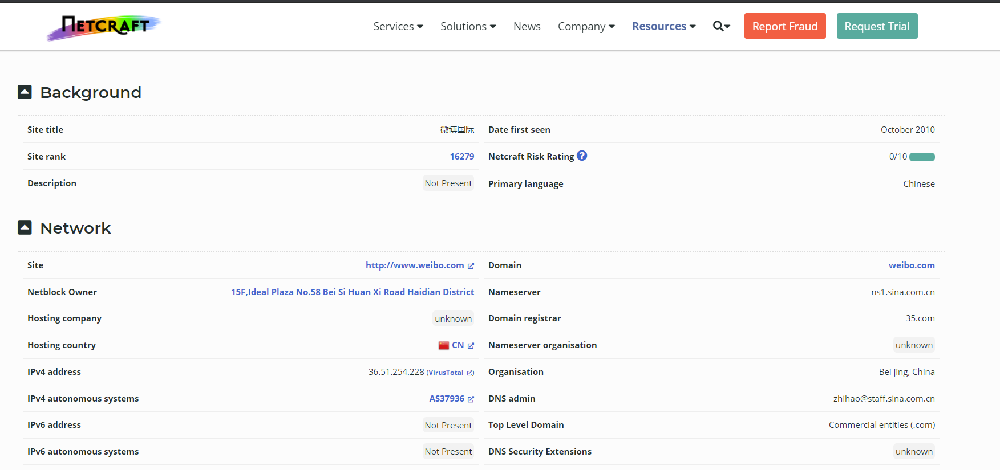 NETCRAFT
Services Solutions News Company Resources Report Fraud Request Trial
Background
Site title 微博国际 Date first seen October 2010
Site rank 16279 Netcraft Risk Rating ? 0/10
Description Not Present Primary language Chinese
Network
Site http://www.weibo.com Domain weibo.com
Netblock Owner 15F,Ideal Plaza No.58 Bei Si Huan Xi Road Haidian District Nameserver ns1.sina.com.cn
Hosting company unknown Domain registrar 35.com
Hosting country CN Nameserver organisation unknown
IPv4 address 36.51.254.228 (VirusTotal) Organisation Bei jing, China
IPv4 autonomous systems AS37936 DNS admin zhihao@staff.sina.com.cn
IPv6 address Not Present Top Level Domain Commercial entities (.com)
IPv6 autonomous systems Not Present DNS Security Extensions unknown